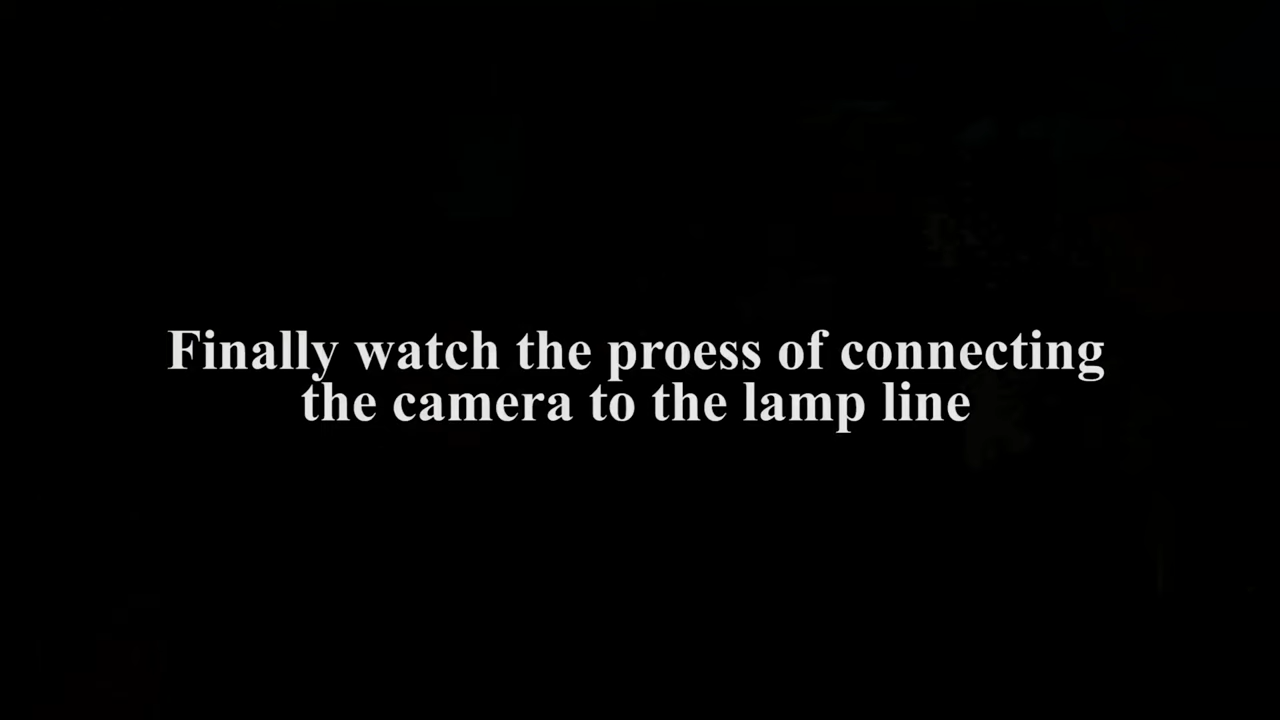 Finally watch the proess of connecting
the camera to the lamp line